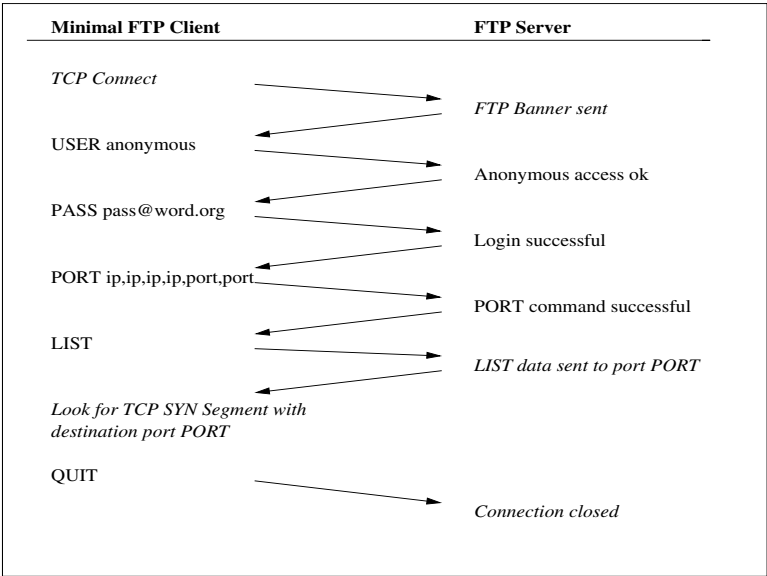 Minimal FTP Client
FTP Server
TCP Connect
FTP Banner sent
USER anonymous
Anonymous access ok
PASS pass@word.org
Login successful
PORT ip,ip,ip,ip,port,port
PORT command successful
LIST
LIST data sent to port PORT
Look for TCP SYN Segment with
destination port PORT
QUIT
Connection closed